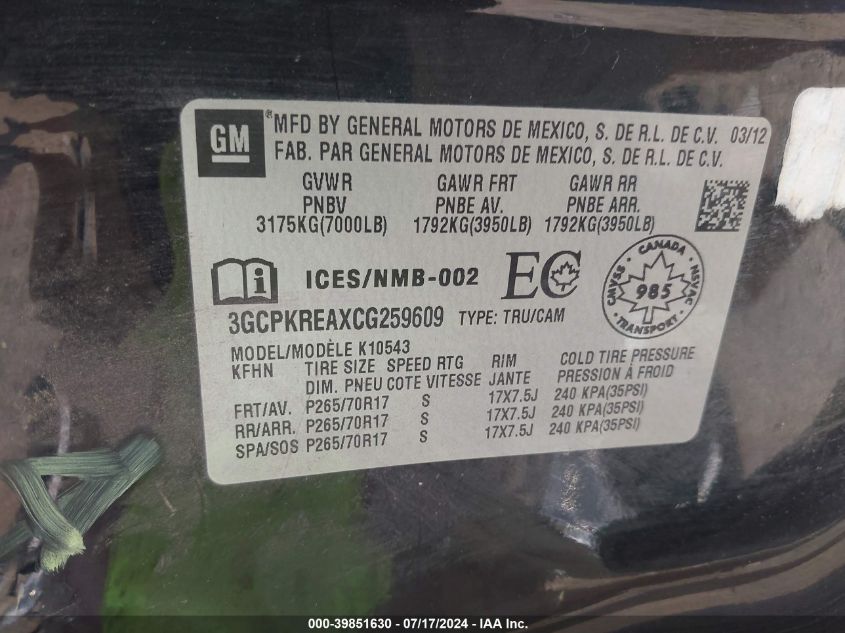 GM
® MFD BY GENERAL MOTORS DE MEXICO, S. DE R.L. DE C.V. 03/12
FAB. PAR GENERAL MOTORS DE MEXICO, S. DE R.L. DE C.V.
GVWR GAWR FRT GAWR RR
PNBV PNBE AV. PNBE ARR.
3175KG(7000LB) 1792KG(3950LB) 1792KG(3950LB)
i ICES/NMB-002 EC
CANADA
CMVSS NSVAC
985
TRANSPORT
3GCPKREAXCG259609 TYPE: TRU/CAM
MODEL/MODÈLE K10543
KFHN TIRE SIZE SPEED RTG RIM COLD TIRE PRESSURE
DIM. PNEU COTE VITESSE JANTE PRESSION À FROID
FRT/AV. P265/70R17 S 17X7.5J 240 KPA(35PSI)
RR/ARR. P265/70R17 S 17X7.5J 240 KPA(35PSI)
SPA/SOS P265/70R17 S 17X7.5J 240 KPA(35PSI)
000-39851630 - 07/17/2024 - IAA Inc.